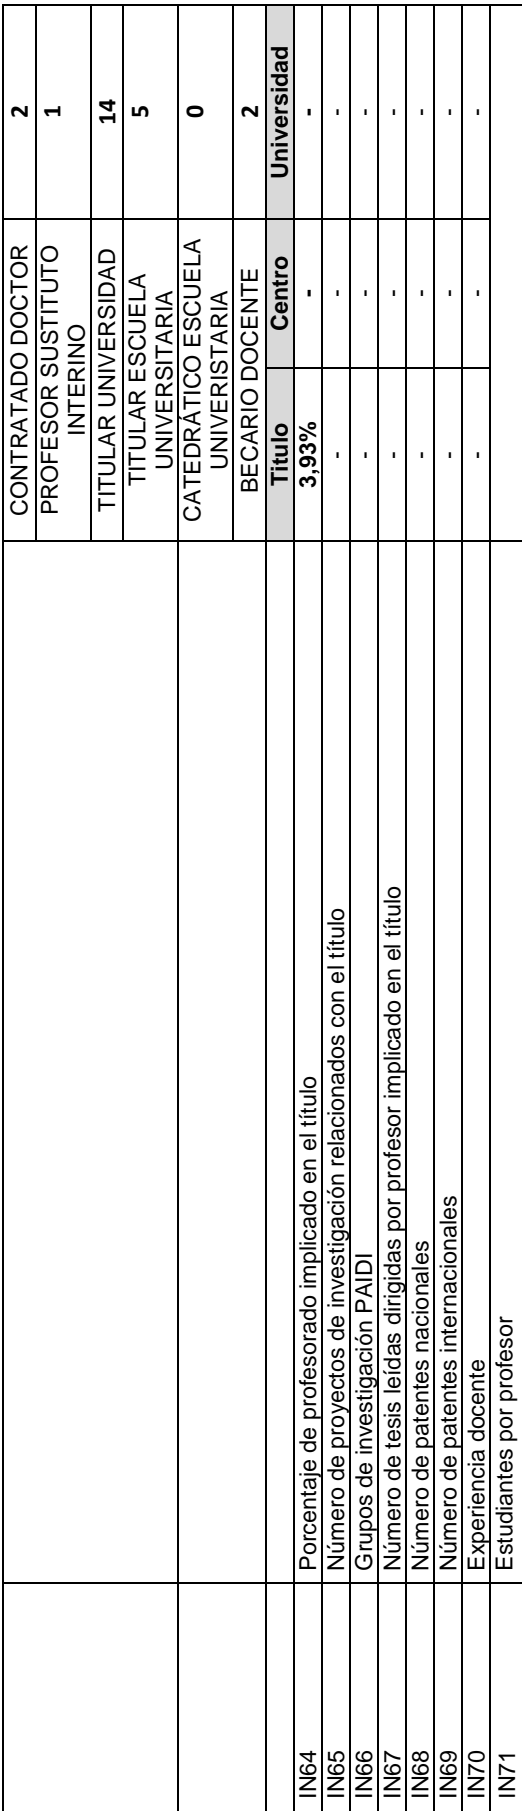 CONTRATADO DOCTOR 2
PROFESOR SUSTITUTO
INTERINO 1
TITULAR UNIVERSIDAD 14
TITULAR ESCUELA
UNIVERSITARIA 5
CATEDRÁTICO ESCUELA
UNIVERISTARIA 0
BECARIO DOCENTE 2
Titulo Centro Universidad
IN64 Porcentaje de profesorado implicado en el título 3,93% - -
IN65 Número de proyectos de investigación relacionados con el título - - -
IN66 Grupos de investigación PAIDI - - -
IN67 Número de tesis leídas dirigidas por profesor implicado en el título - - -
IN68 Número de patentes nacionales - - -
IN69 Número de patentes internacionales - - -
IN70 Experiencia docente - - -
IN71 Estudiantes por profesor